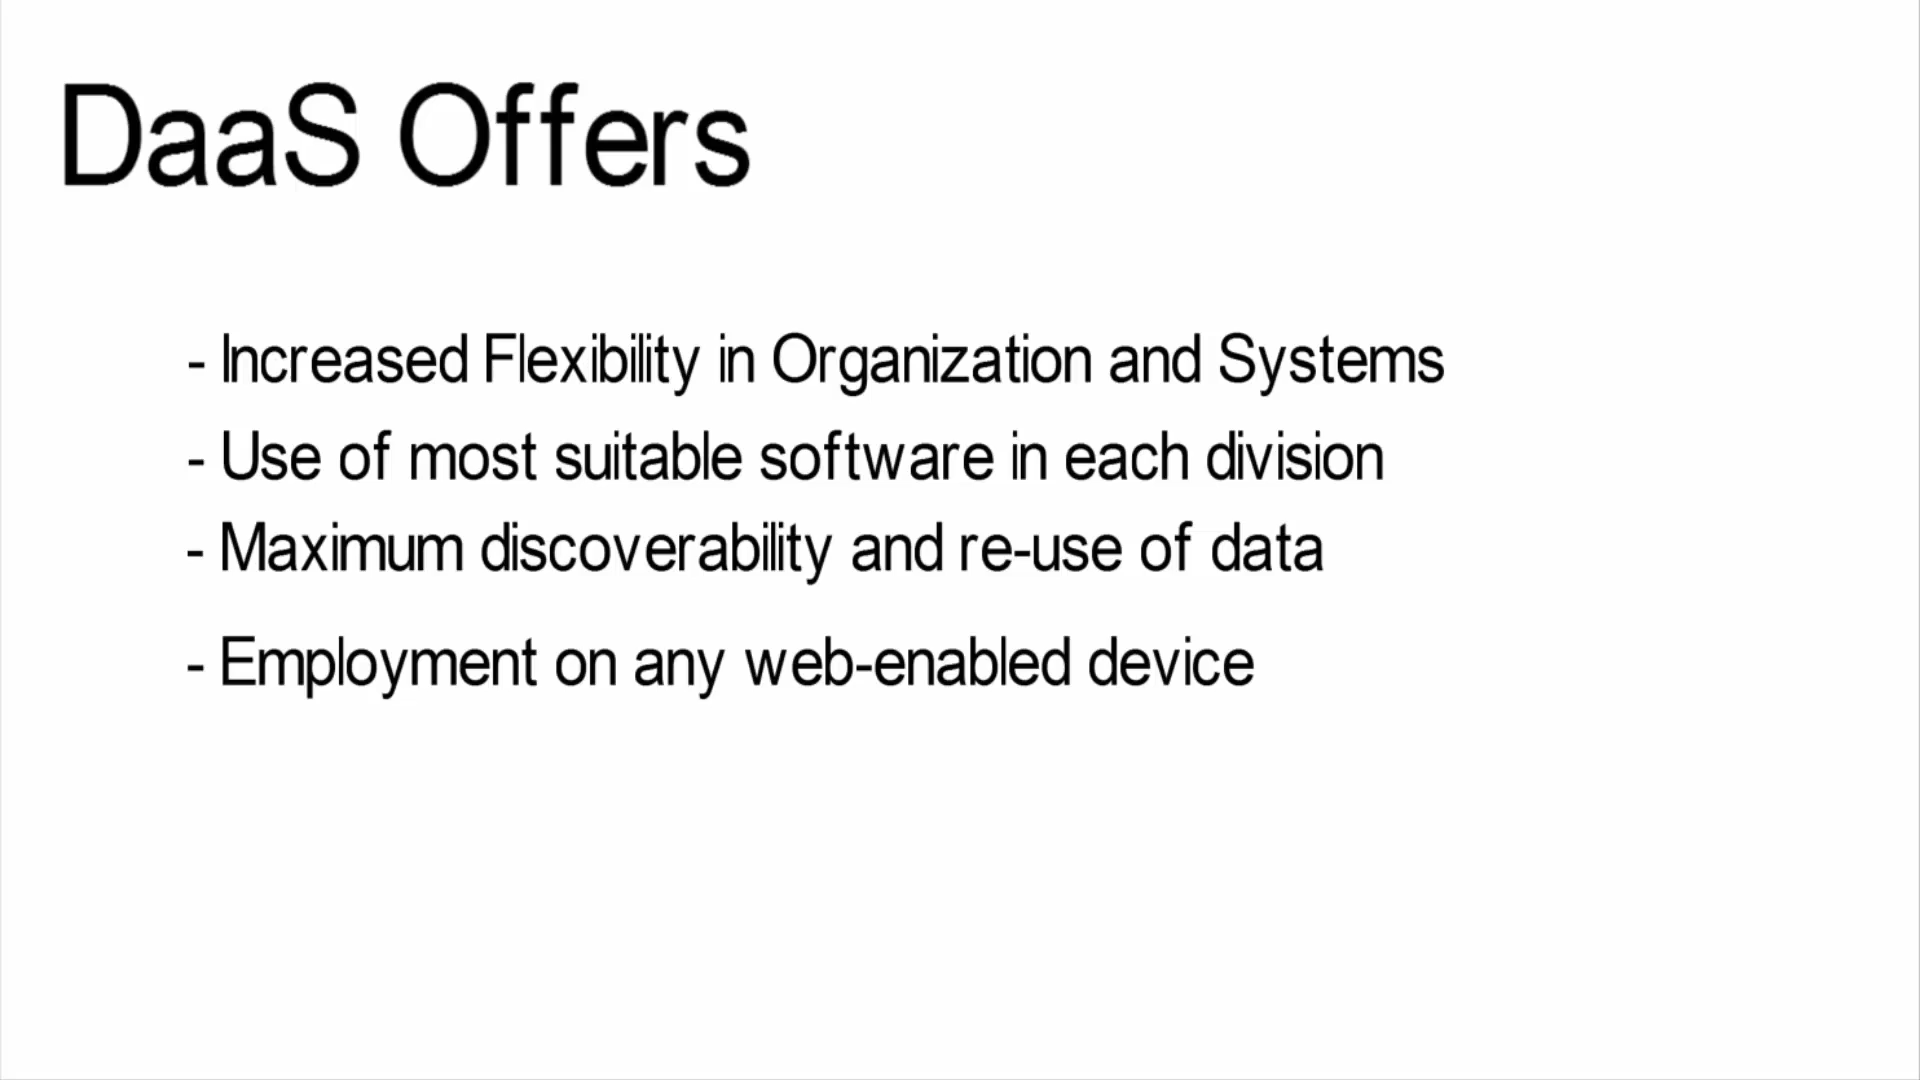 DaaS Offers
- Increased Flexibility in Organization and Systems
- Use of most suitable software in each division
- Maximum discoverability and re-use of data
- Employment on any web-enabled device